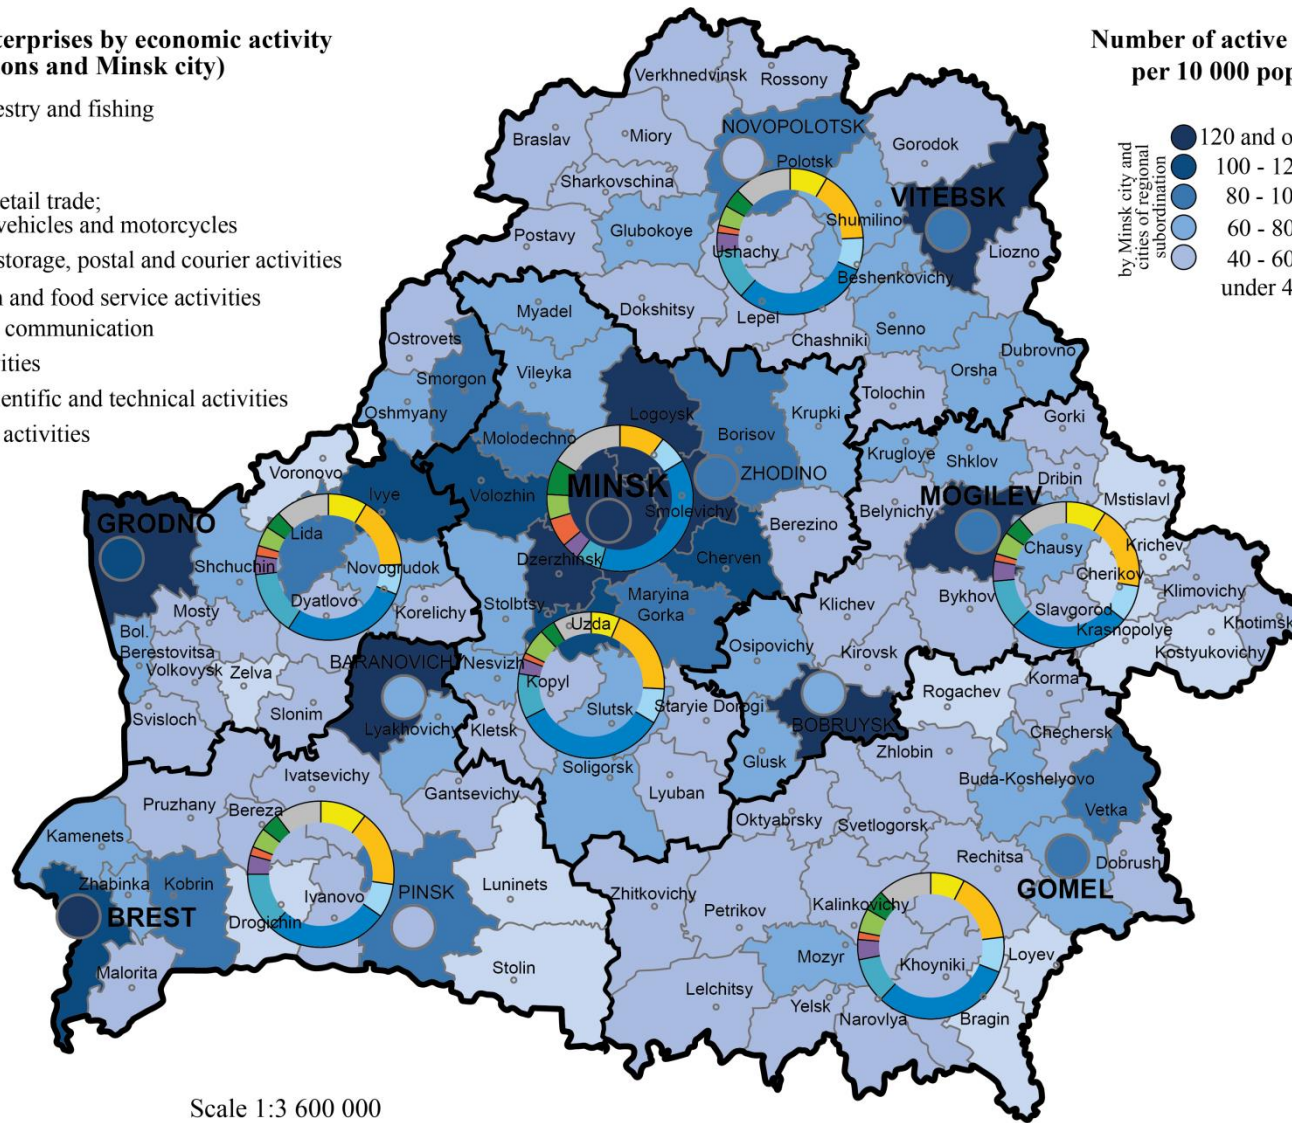 terprises by economic activity
ons and Minsk city)
estry and fishing
etail trade;
vehicles and motorcycles
storage, postal and courier activities
n and food service activities
communication
ities
entific and technical activities
activities
Number of active
per 10 000 pop
by Minsk city and
cities of regional
subordination
120 and o
100 - 12
80 - 10
60 - 80
40 - 60
under 4
Verkhnedvinsk
Rossony
Braslav
Miory
NOVOPOLOTSK
Polotsk
Gorodok
Sharkovschina
VITEBSK
Postavy
Glubokoye
Ushachy
Shumilino
Liozno
Beshenkovichy
Dokshitsy
Lepel
Chashniki
Senno
Myadel
Ostrovets
Smorgon
Vileyka
Oshmyany
Orsha
Dubrovno
Tolochin
Logoysk
Krupki
Gorki
Molodechno
Borisov
Krugloye
Shklov
Voronovo
Dribin
Ivye
Volozhin
MINSK
ZHODINO
MOGILEV
Mstislavl
Smolevichy
Belynichy
GRODNO
Berezino
Lida
Chausy
Krichev
Shchuchin
Novogrudok
Dzerzhinsk
Cherven
Cherikov
Klimovichy
Dyatlovo
Korelichy
Stolbtsy
Maryina
Gorka
Klichev
Bykhov
Slavgorod
Mosty
Khotimsk
Bol.
Berestovitsa
Uzda
Krasnopolye
Osipovichy
Kirovsk
Kostyukovichy
Volkovysk
Zelva
BARANOVICH
Nesvizh
Kopyl
Rogachev
Korma
Svisloch
Slonim
Lyakhovichy
Kletsk
Slutsk
Staryie Dorogi
BOBRUYSK
Chechersk
Zhlobin
Ivatsevichy
Soligorsk
Glusk
Buda-Koshelyovo
Pruzhany
Bereza
Gantsevichy
Lyuban
Oktyabrsky
Svetlogorsk
Vetka
Kamenets
Rechitsa
Dobrush
Zhabinka
Kobrin
Ivanovo
PINSK
Luninets
Zhitkovichy
Petrikov
Kalinkovichy
GOMEL
BREST
Drogichin
Malorita
Stolin
Mozyr
Khoyniki
Loyev
Lelchitsy
Yelsk
Narovlya
Bragin
Scale 1:3 600 000